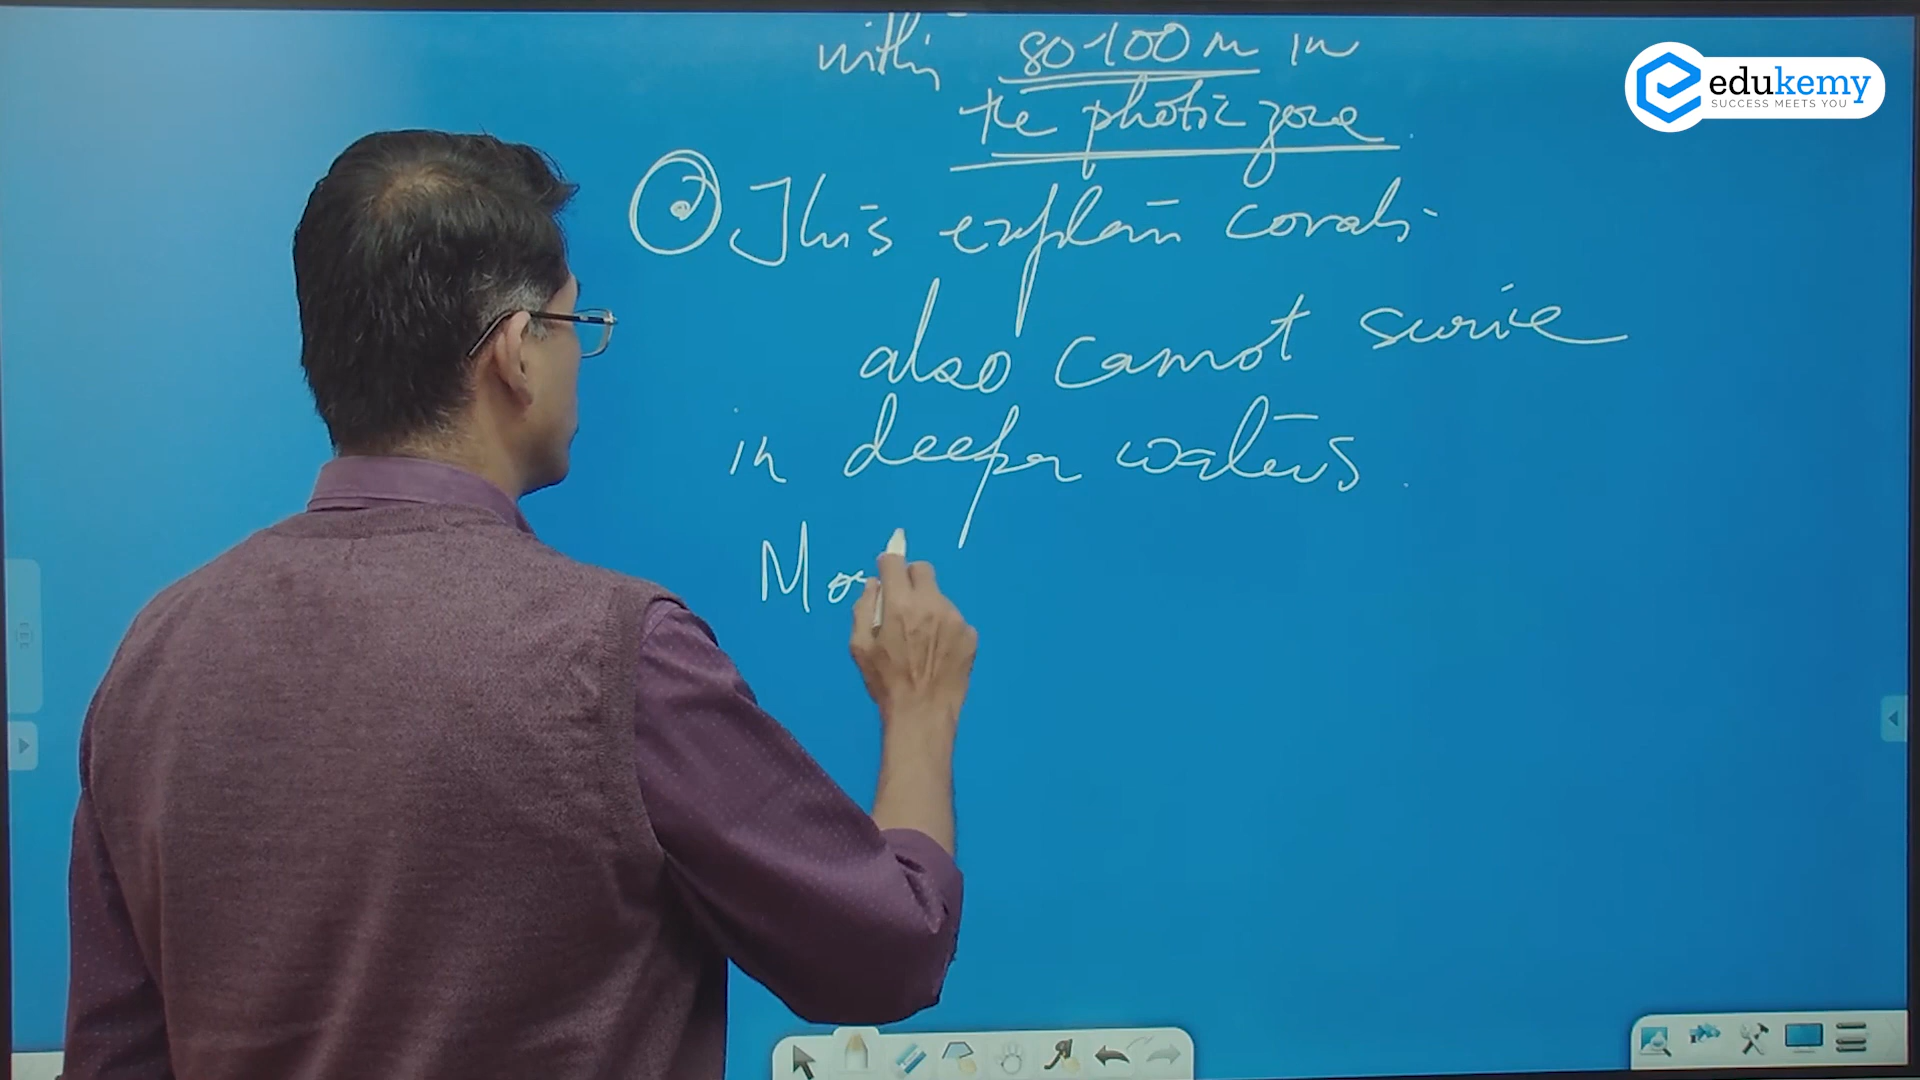 within 80-100 m in
the photic zone.
edukemy
SUCCESS MEETS YOU
This explain corals
also cannot survive
in deeper waters.
Mo